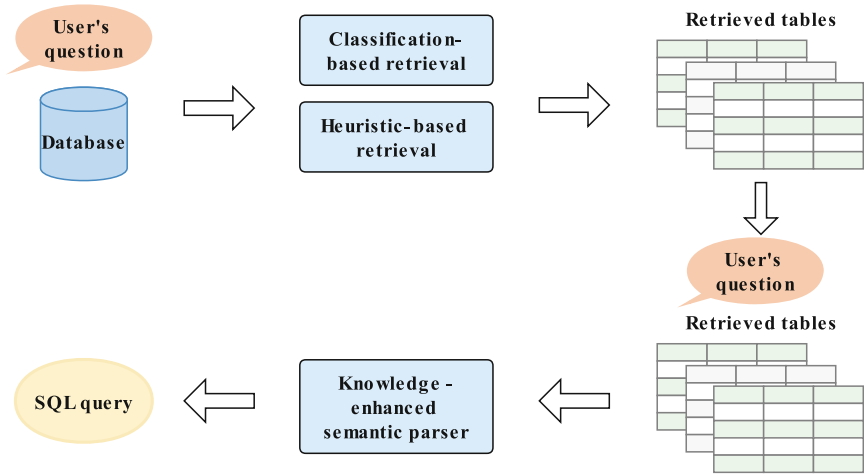 User's
question
Database
Classification-
based retrieval
Heuristic-based
retrieval
Retrieved tables
User's
question
Retrieved tables
Knowledge -
enhanced
semantic parser
SQL query